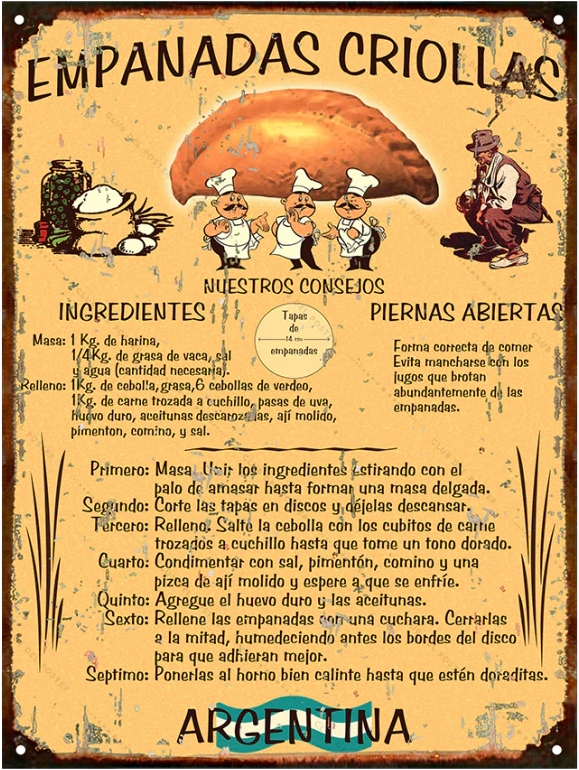 EMPANADAS CRIOLLAS
NUESTROS CONSEJOS
INGREDIENTES
Masa: 1 Kg. de harina,
1/4Kg. de grasa de vaca, sal
y agua (cantidad necesaria).
Relleno: 1Kg. de cebolla, grasa, 6 cebollas de verdeo,
1Kg. de carne trozada a cuchillo, pasas de uva,
huevo duro, aceitunas descarozadas, ají molido,
pimenton, comino, y sal.
Tapas
de
14 cm
empanadas
PIERNAS ABIERTAS
Forma correcta de comer
Evita mancharse con los
jugos que brotan
abundantemente de las
empanadas.
Primero: Masa. Unir los ingredientes estirando con el
palo de amasar hasta formar una masa delgada.
Segundo: Corte las tapas en discos y déjelas descansar.
Tercero: Relleno. Salte la cebolla con los cubitos de carne
trozados a cuchillo hasta que tome un tono dorado.
Cuarto: Condimentar con sal, pimentón, comino y una
pizca de ají molido y espere a que se enfríe.
Quinto: Agregue el huevo duro y las aceitunas.
Sexto: Rellene las empanadas con una cuchara. Cerrarlas
a la mitad, humedeciendo antes los bordes del disco
para que adhieran mejor.
Septimo: Ponerlas al horno bien calinte hasta que estén doraditas.
ARGENTINA